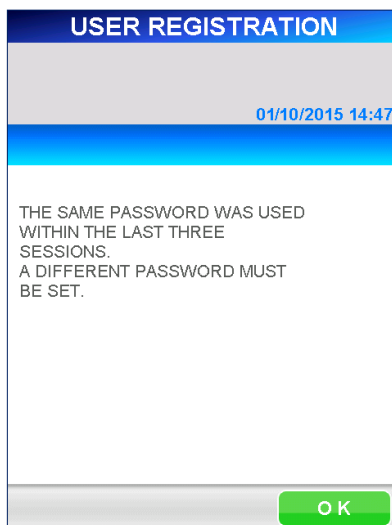 USER REGISTRATION
01/10/2015 14:47
THE SAME PASSWORD WAS USED
WITHIN THE LAST THREE
SESSIONS.
A DIFFERENT PASSWORD MUST
BE SET.
OK